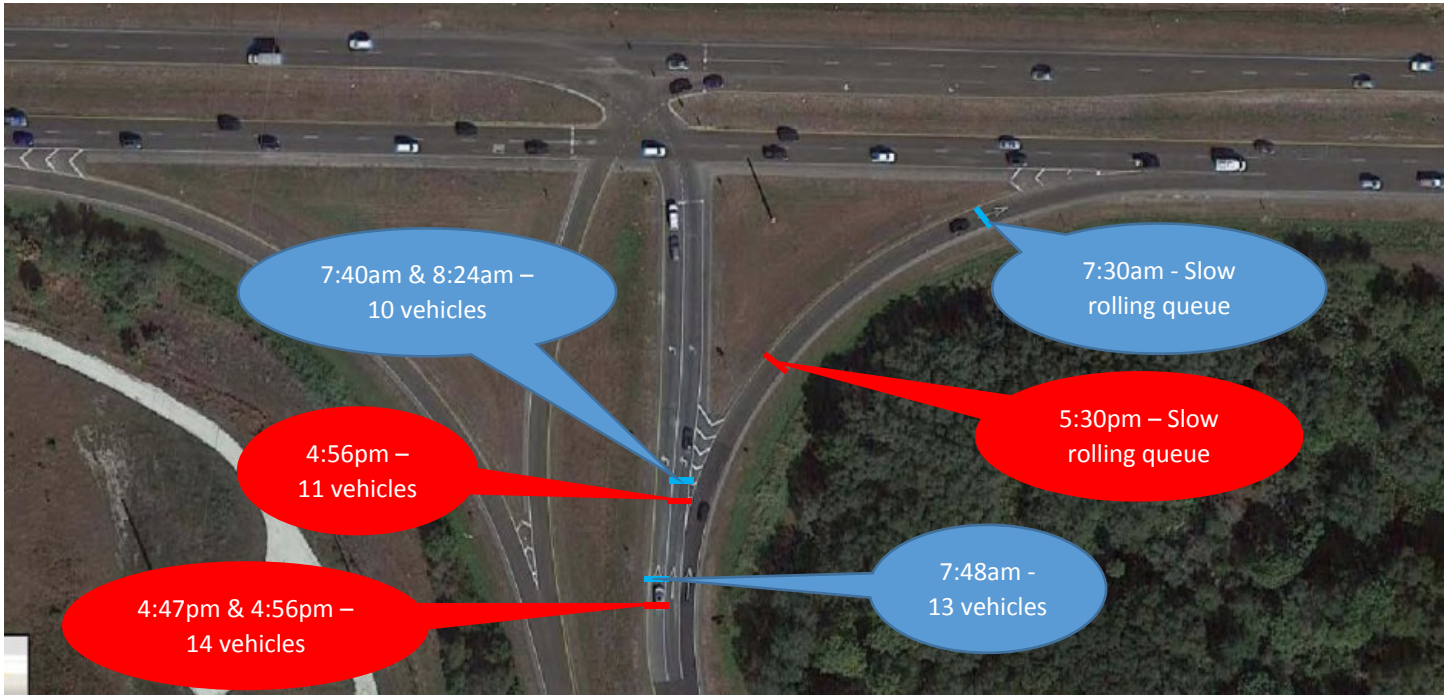 7:40am & 8:24am –
10 vehicles
7:30am - Slow
rolling queue
5:30pm – Slow
rolling queue
4:56pm –
11 vehicles
7:48am -
13 vehicles
4:47pm & 4:56pm –
14 vehicles